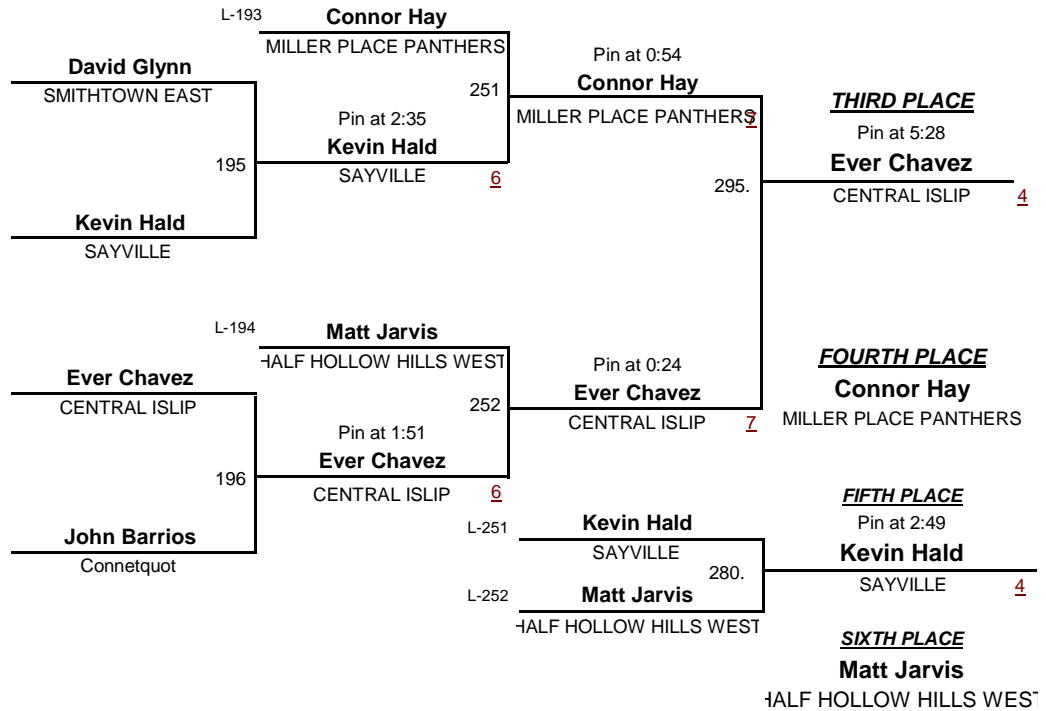 L-193
Connor Hay
MILLER PLACE PANTHERS
David Glynn
SMITHTOWN EAST
251
Pin at 0:54
Connor Hay
MILLER PLACE PANTHERS 7
THIRD PLACE
Pin at 5:28
Ever Chavez
CENTRAL ISLIP 4
Pin at 2:35
Kevin Hald
SAYVILLE 6
195
295.
Kevin Hald
SAYVILLE
L-194
Matt Jarvis
HALF HOLLOW HILLS WEST
Ever Chavez
CENTRAL ISLIP
252
Pin at 0:24
Ever Chavez
CENTRAL ISLIP 7
FOURTH PLACE
Connor Hay
MILLER PLACE PANTHERS
Pin at 1:51
Ever Chavez
CENTRAL ISLIP 6
196
John Barrios
Connetquot
L-251
Kevin Hald
SAYVILLE
280.
L-252
Matt Jarvis
HALF HOLLOW HILLS WEST
FIFTH PLACE
Pin at 2:49
Kevin Hald
SAYVILLE 4
SIXTH PLACE
Matt Jarvis
HALF HOLLOW HILLS WEST